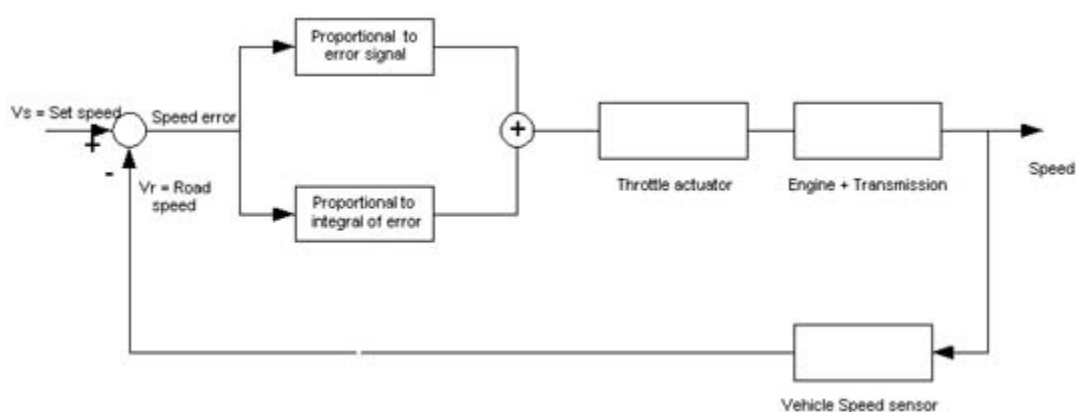 Proportional to
error signal
Vs = Set speed
Speed error
+
+
-
Vr = Road
speed
Proportional to
integral of error
Throttle actuator
Engine + Transmission
Speed
Vehicle Speed sensor